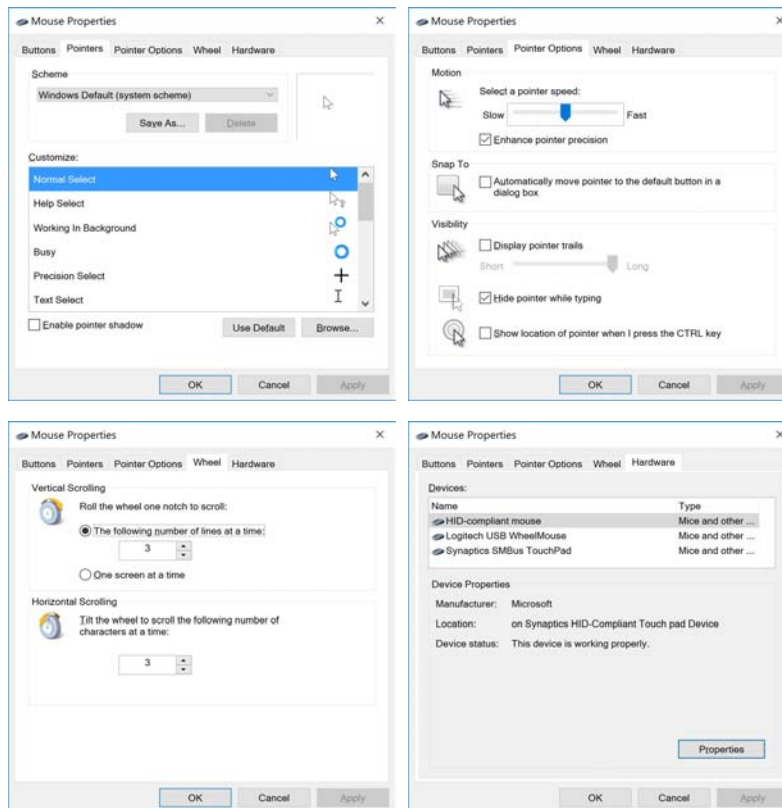 Mouse Properties
Buttons Pointers Pointer Options Wheel Hardware
Scheme
Windows Default (system scheme)
Save As... Delete
Customize:
Normal Select
Help Select
Working In Background
Busy
Precision Select
Text Select
Enable pointer shadow
Use Default Browse...
OK Cancel Apply
Mouse Properties
Buttons Pointers Pointer Options Wheel Hardware
Motion
Select a pointer speed:
Slow Fast
Enhance pointer precision
Snap To
Automatically move pointer to the default button in a
dialog box
Visibility
Display pointer trails
Short Long
Hide pointer while typing
Show location of pointer when I press the CTRL key
OK Cancel Apply
Mouse Properties
Buttons Pointers Pointer Options Wheel Hardware
Vertical Scrolling
Roll the wheel one notch to scroll:
The following number of lines at a time:
3
One screen at a time
Horizontal Scrolling
Tilt the wheel to scroll the following number of
characters at a time:
3
OK Cancel Apply
Mouse Properties
Buttons Pointers Pointer Options Wheel Hardware
Devices:
Name Type
HID-compliant mouse Mice and other ...
Logitech USB WheelMouse Mice and other ...
Synaptics SMBus TouchPad Mice and other ...
Device Properties
Manufacturer: Microsoft
Location: on Synaptics HID-Compliant Touch pad Device
Device status: This device is working properly.
Properties
OK Cancel Apply